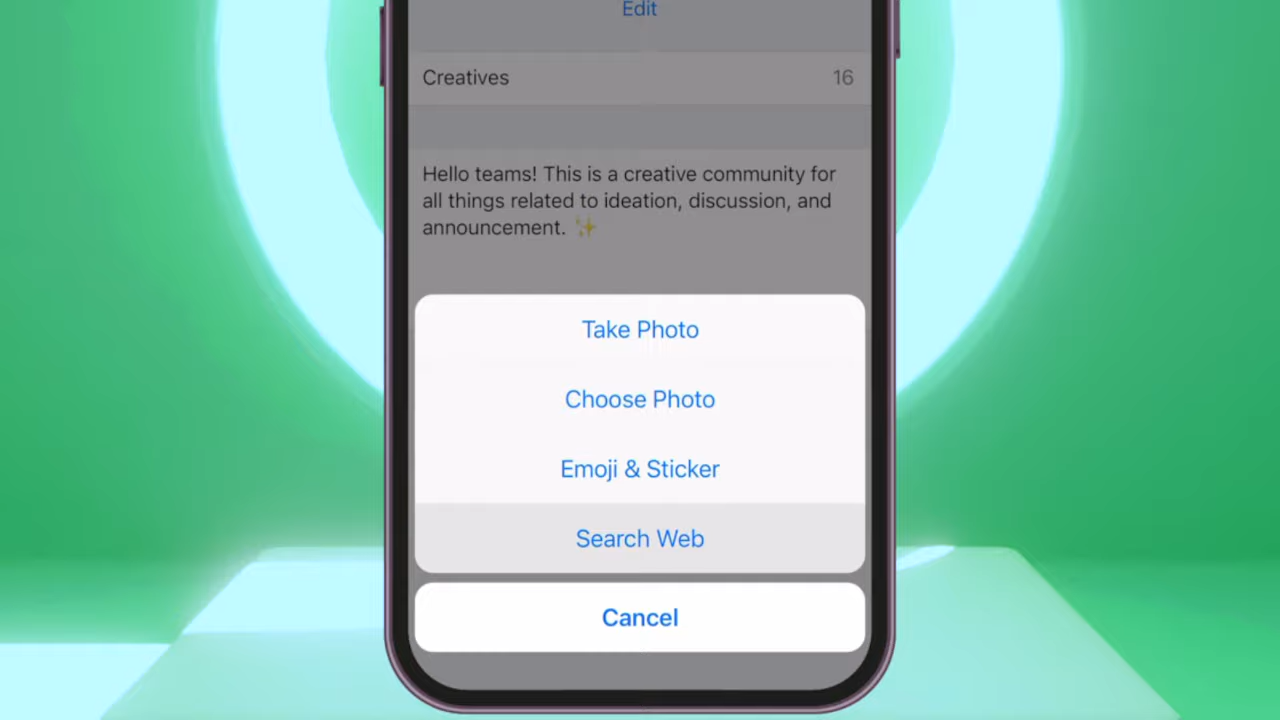 Edit
Creatives 16
Hello teams! This is a creative community for
all things related to ideation, discussion, and
announcement. ✨
Take Photo
Choose Photo
Emoji & Sticker
Search Web
Cancel